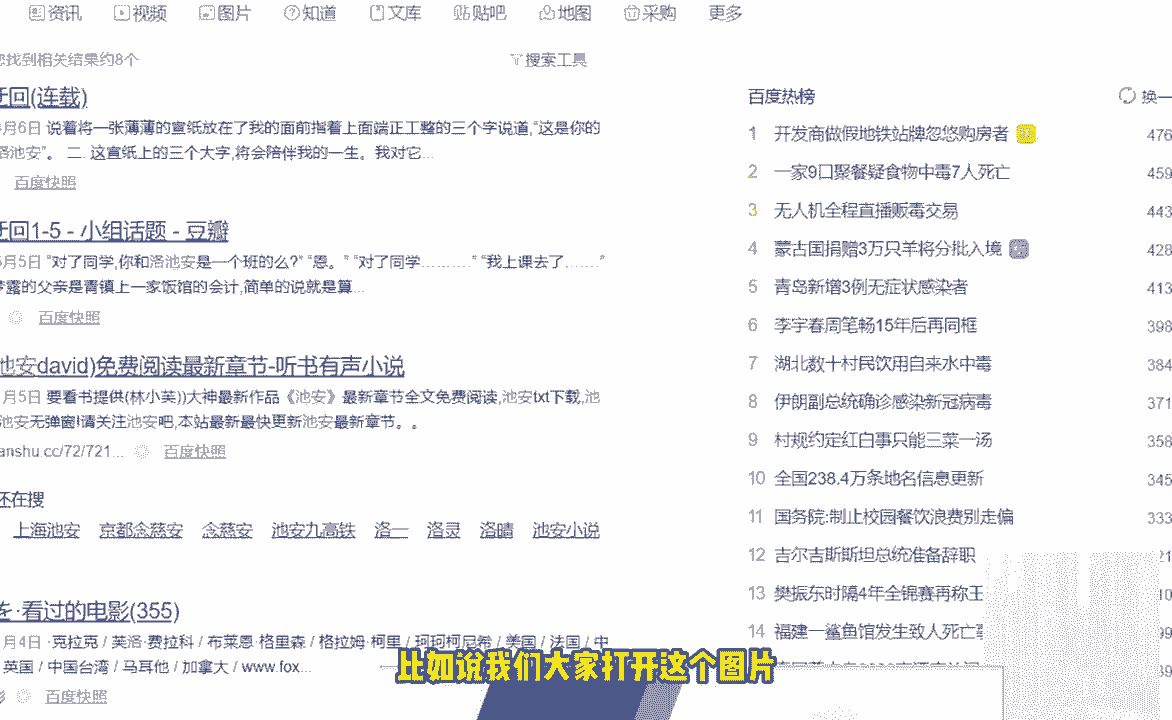 资讯 视频 图片 知道 文库 贴吧 地图 采购 更多
找到相关结果约8个 搜索工具
回(连载)
月6日 说着将一张薄薄的宣纸放在了我的面前指着上面端正工整的三个字说道,“这是你的
洛池安”。 二. 这宣纸上的三个大字,将会陪伴我的一生。我对它...
百度快照
回1-5 - 小组话题 - 豆瓣
月5日 “对了同学,你和洛池安是一个班的么?” “恩。” “对了同学………” “我上课去了,……”
梦露的父亲是青镇上一家饭馆的会计,简单的说就是算...
百度快照
池安david)免费阅读最新章节-听书有声小说
月5日 要看书提供(林小芙))大神最新作品《池安》最新章节全文免费阅读,池安txt下载,池
池安无弹窗!请关注池安吧,本站最新最快更新池安最新章节。。
anshu.cc/72/721... 百度快照
还在搜
上海池安 京都念慈安 念慈安 池安九高铁 洛一 洛灵 洛晴 池安小说
·看过的电影(355)
月4日 ·克拉克 / 芙洛·费拉科 / 布莱恩·格里森 / 格拉姆·柯里 / 珂珂柯尼希 / 美国 / 法国 / 中
英国 / 中国台湾 / 马耳他 / 加拿大 / www.fox...
百度快照
百度热榜 换一
1 开发商做假地铁站牌忽悠购房者 476
2 一家9口聚餐疑食物中毒7人死亡 459
3 无人机全程直播贩毒交易 443
4 蒙古国捐赠3万只羊将分批入境 428
5 青岛新增3例无症状感染者 413
6 李宇春周笔畅15年后再同框 398
7 湖北数十村民饮用自来水中毒 384
8 伊朗副总统确诊感染新冠病毒 371
9 村规约定红白事只能三菜一汤 358
10 全国238.4万条地名信息更新 345
11 国务院:制止校园餐饮浪费别走偏 333
12 吉尔吉斯斯坦总统准备辞职 21
13 樊振东时隔4年全锦赛再称王 10
14 福建一鲨鱼馆发生致人死亡 99
比如说我们大家打开这个图片